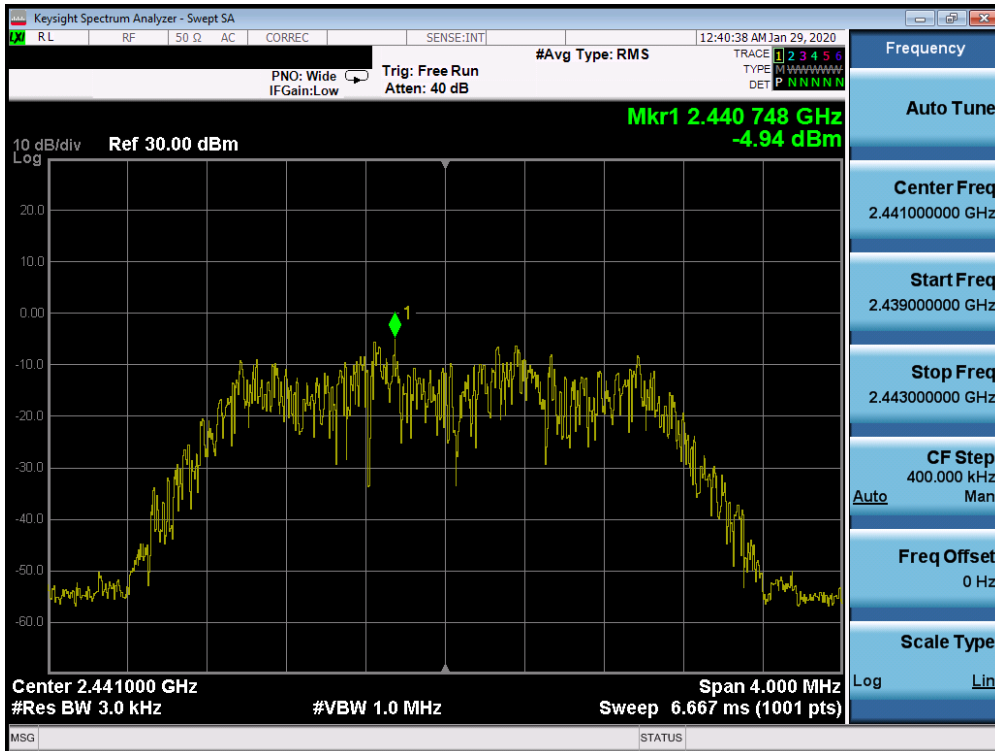 Keysight Spectrum Analyzer - Swept SA
LXI RL RF 50 Ω AC CORREC SENSE:INT 12:40:38 AM Jan 29, 2020
#Avg Type: RMS
TRACE 1 2 3 4 5 6
PNO: Wide Trig: Free Run TYPE M WWWWW
IFGain:Low Atten: 40 dB DET P N N N N N
Mkr1 2.440 748 GHz
-4.94 dBm
10 dB/div Ref 30.00 dBm
Log
20.0
10.0
0.00
1
-10.0
-20.0
-30.0
-40.0
-50.0
-60.0
Center 2.441000 GHz Span 4.000 MHz
#Res BW 3.0 kHz #VBW 1.0 MHz Sweep 6.667 ms (1001 pts)
MSG STATUS
Frequency
Auto Tune
Center Freq
2.441000000 GHz
Start Freq
2.439000000 GHz
Stop Freq
2.443000000 GHz
CF Step
400.000 kHz
Auto Man
Freq Offset
0 Hz
Scale Type
Log Lin